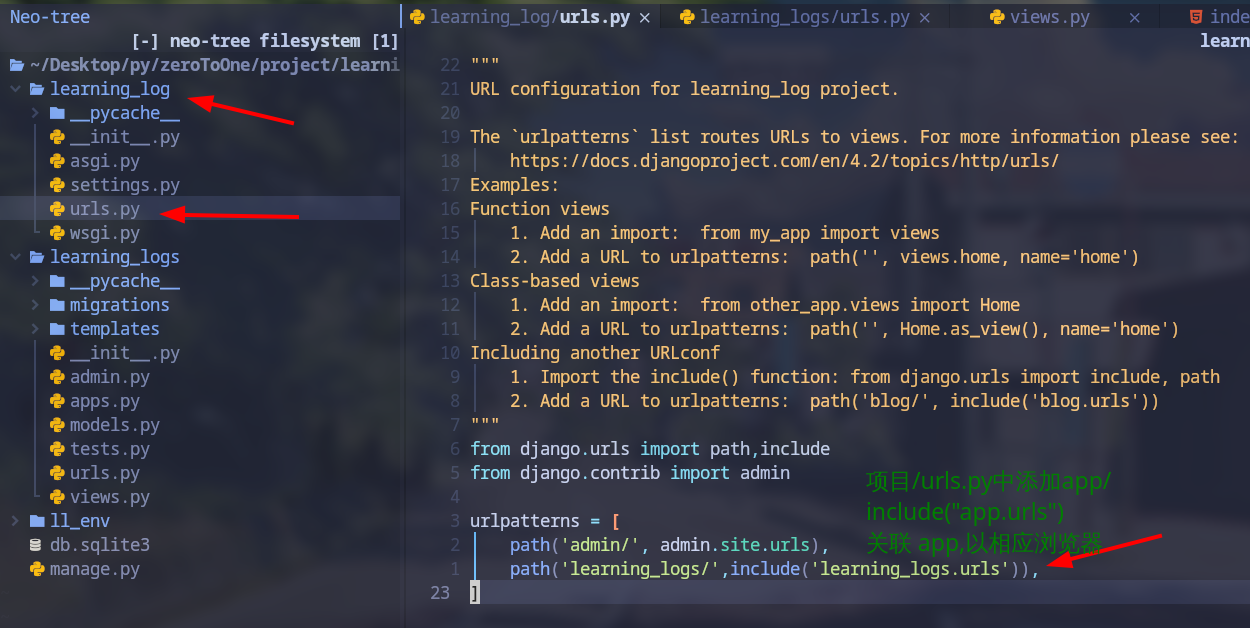 Neo-tree
learning_log/urls.py × learning_logs/urls.py × views.py × inde
[-] neo-tree filesystem [1]
learn
~/Desktop/py/zeroToOne/project/learni
learning_log
__pycache__
__init__.py
asgi.py
settings.py
urls.py
wsgi.py
learning_logs
__pycache__
migrations
templates
__init__.py
admin.py
apps.py
models.py
tests.py
urls.py
views.py
ll_env
db.sqlite3
manage.py
22 """
21 URL configuration for learning_log project.
20
19 The `urlpatterns` list routes URLs to views. For more information please see:
18     https://docs.djangoproject.com/en/4.2/topics/http/urls/
17 Examples:
16 Function views
15     1. Add an import:  from my_app import views
14     2. Add a URL to urlpatterns:  path('', views.home, name='home')
13 Class-based views
12     1. Add an import:  from other_app.views import Home
11     2. Add a URL to urlpatterns:  path('', Home.as_view(), name='home')
10 Including another URLconf
9     1. Import the include() function: from django.urls import include, path
8     2. Add a URL to urlpatterns:  path('blog/', include('blog.urls'))
7 """
6 from django.urls import path,include
5 from django.contrib import admin
4
3 urlpatterns = [
2     path('admin/', admin.site.urls),
1     path('learning_logs/',include('learning_logs.urls')),
23 ]
项目/urls.py中添加app/
include("app.urls")
关联 app,以相应浏览器